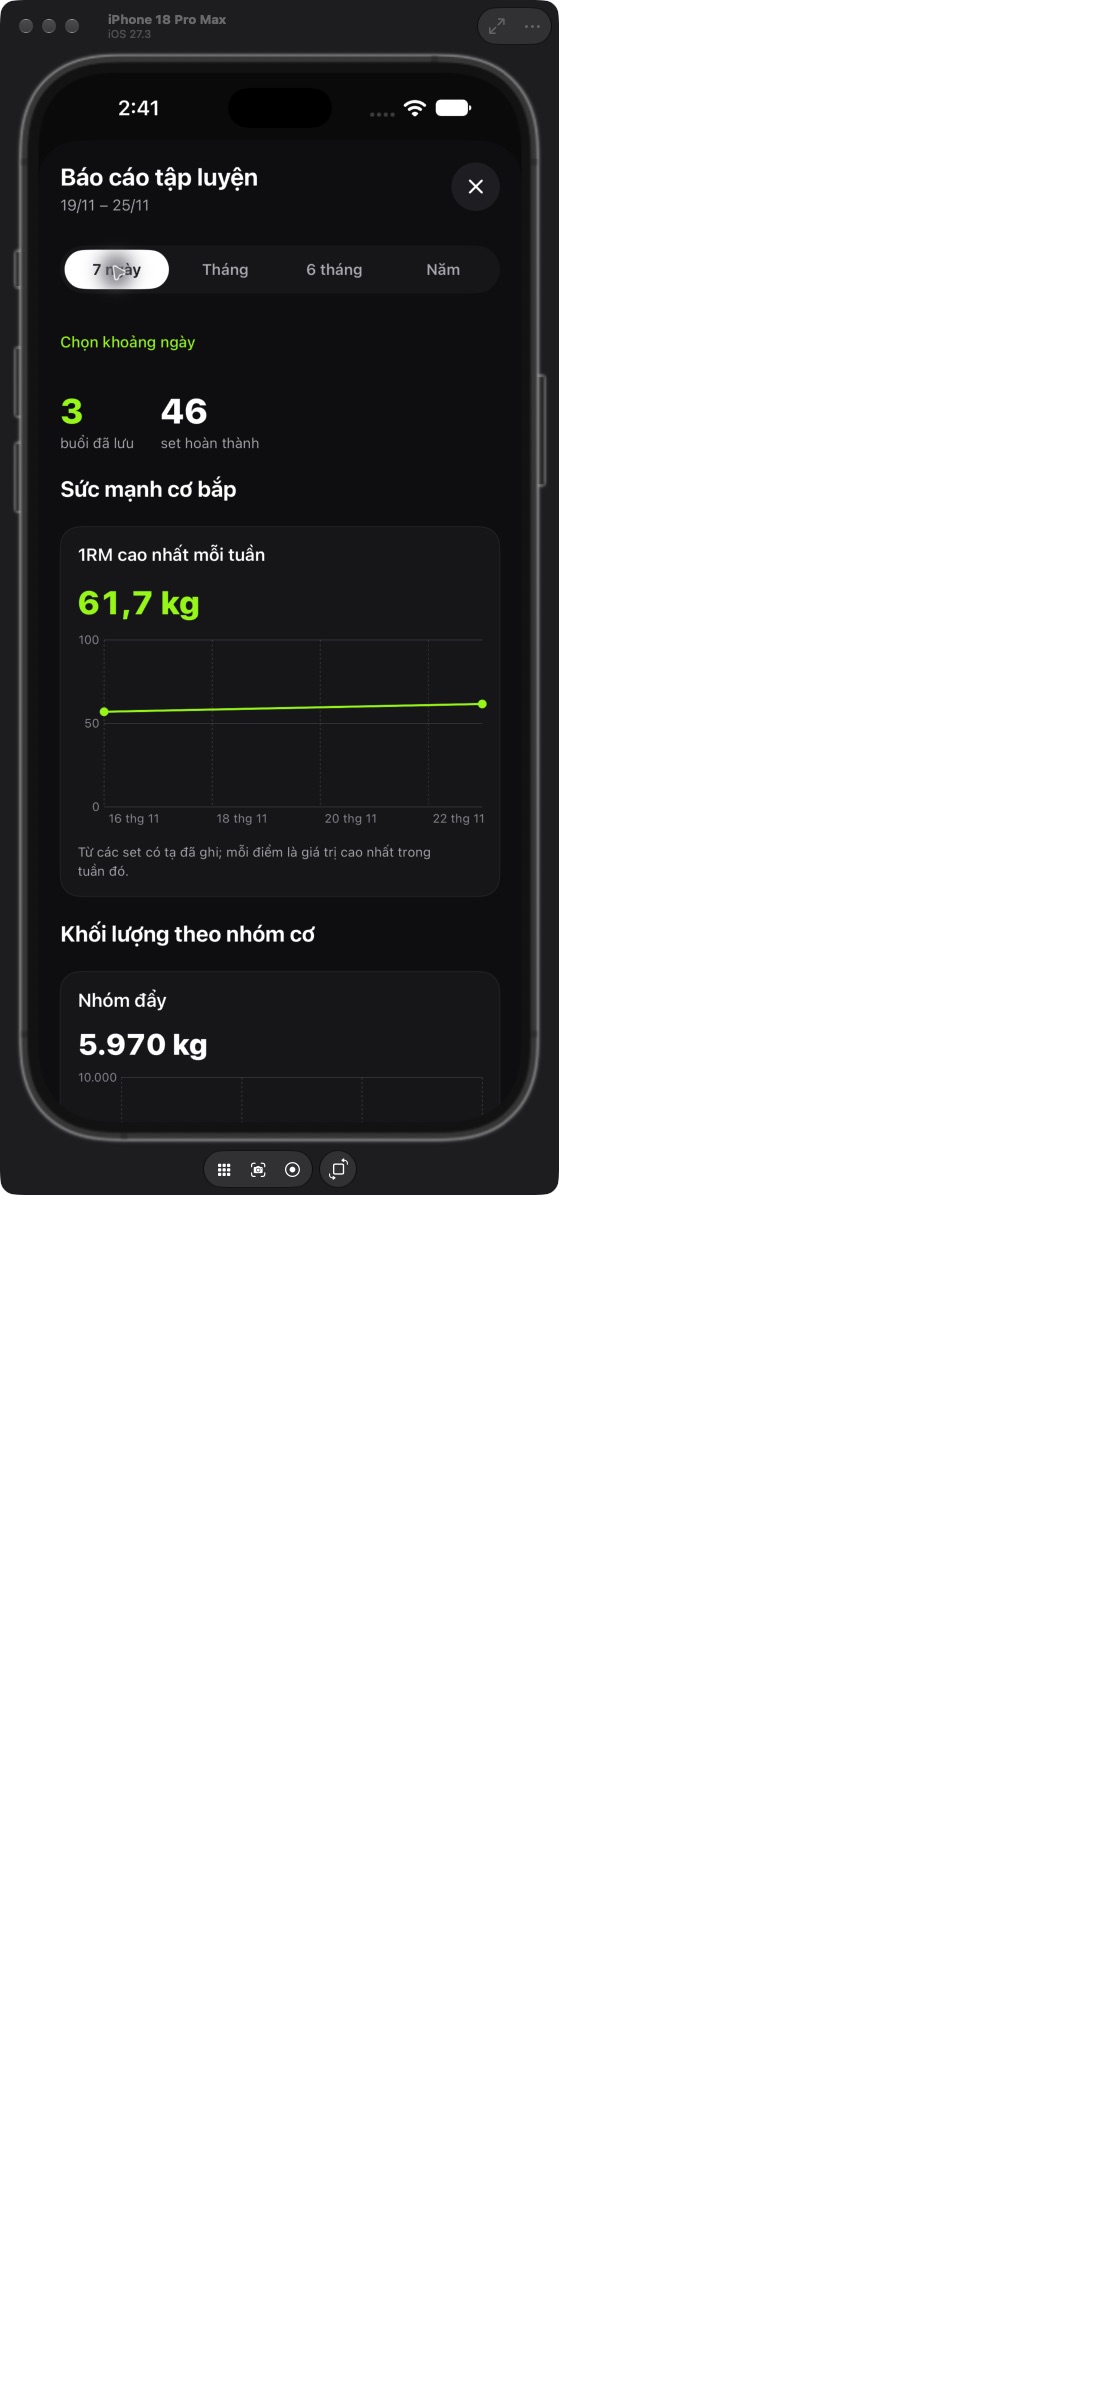 iPhone 18 Pro Max
iOS 27.3
2:41
Báo cáo tập luyện
19/11 – 25/11
7 ngày
Tháng
6 tháng
Năm
Chọn khoảng ngày
3
46
buổi đã lưu
set hoàn thành
Sức mạnh cơ bắp
1RM cao nhất mỗi tuần
61,7 kg
100
50
0
16 thg 11
18 thg 11
20 thg 11
22 thg 11
Từ các set có tạ đã ghi; mỗi điểm là giá trị cao nhất trong
tuần đó.
Khối lượng theo nhóm cơ
Nhóm đẩy
5.970 kg
10.000